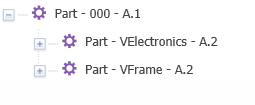 Part - 000 - A.1
Part - VElectronics - A.2
Part - VFrame - A.2